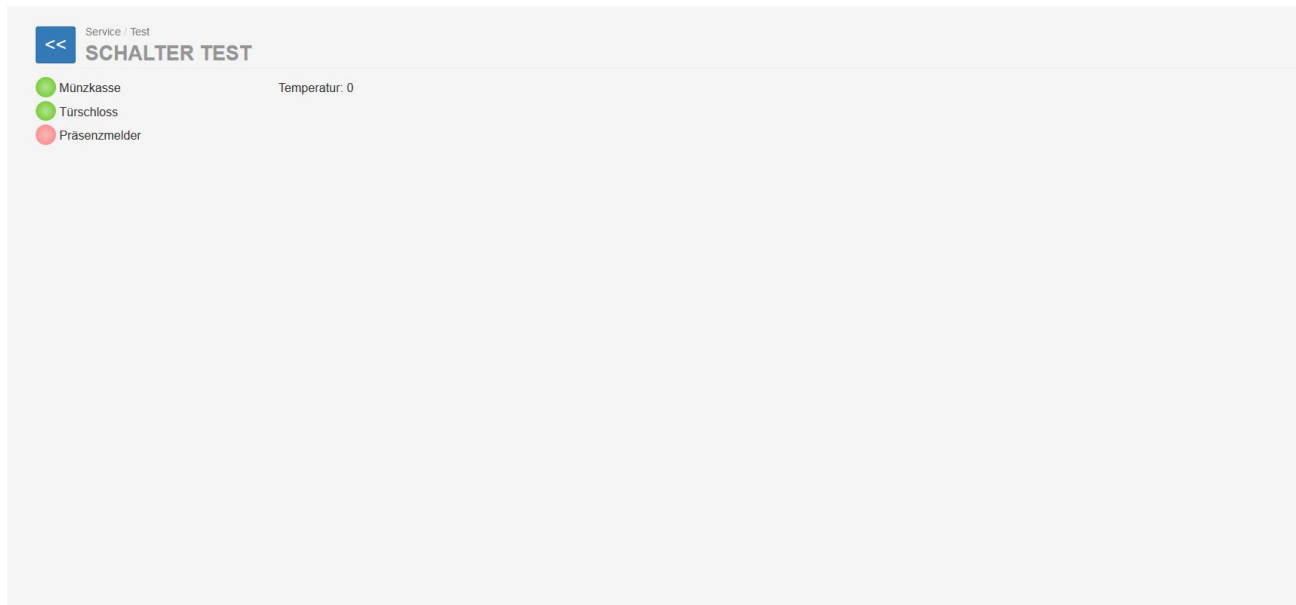 <<
Service / Test
SCHALTER TEST
Münzkasse
Temperatur: 0
Türschloss
Präsenzmelder